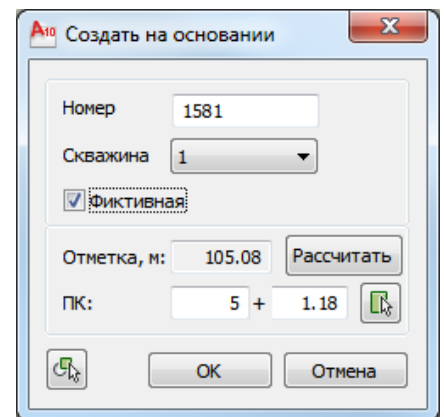 A10 Создать на основании
Номер 1581
Скважина 1
Фиктивная
Отметка, м: 105.08 Рассчитать
ПК: 5 + 1.18
OK Отмена